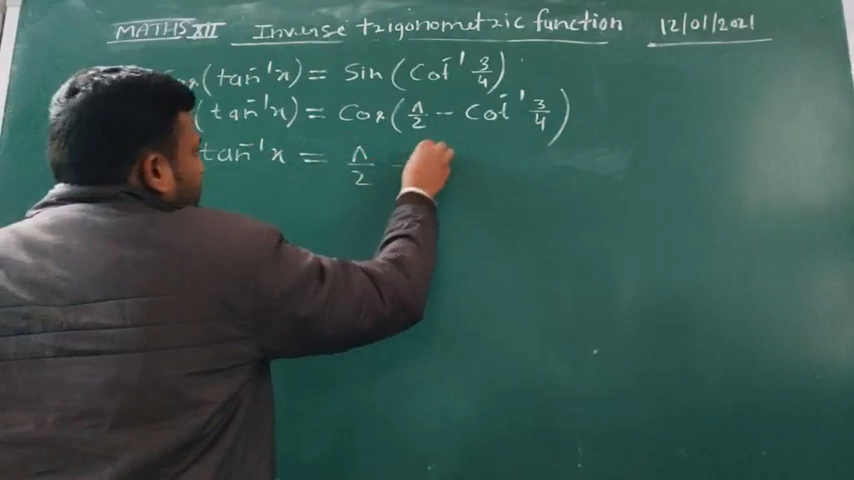 MATHS XII Inverse trigonometric function 12/01/2021
(tan⁻¹x) = Sin(Cot⁻¹ 3/4)
(tan⁻¹x) = Cos(π/2 - Cot⁻¹ 3/4)
tan⁻¹x = π/2 -